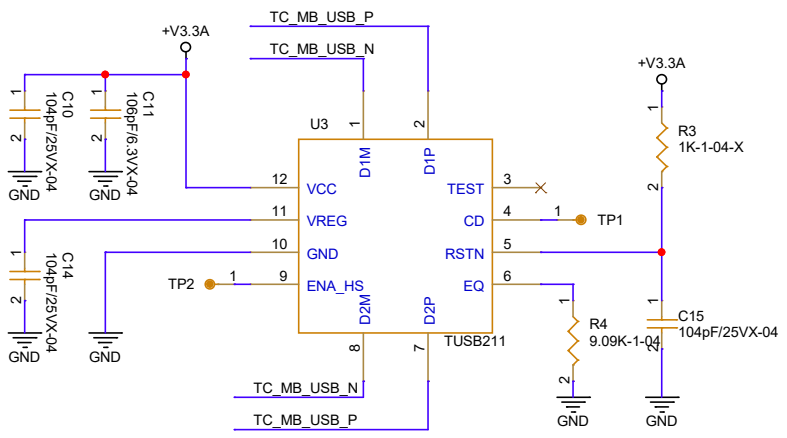 TC_MB_USB_P
+V3.3A
TC_MB_USB_N
+V3.3A
1
2
C10
104pF/25VX-04
1
2
C11
106pF/6.3VX-04
U3
1
2
D1M
D1P
1
2
R3
1K-1-04-X
GND
GND
12
VCC
TEST
3
11
VREG
CD
4
1
TP1
10
GND
RSTN
5
TP2
1
9
ENA_HS
EQ
6
1
2
C14
104pF/25VX-04
D2M
D2P
TUSB211
8
7
1
2
R4
9.09K-1-04
1
2
C15
104pF/25VX-04
GND
GND
TC_MB_USB_N
TC_MB_USB_P
GND
GND